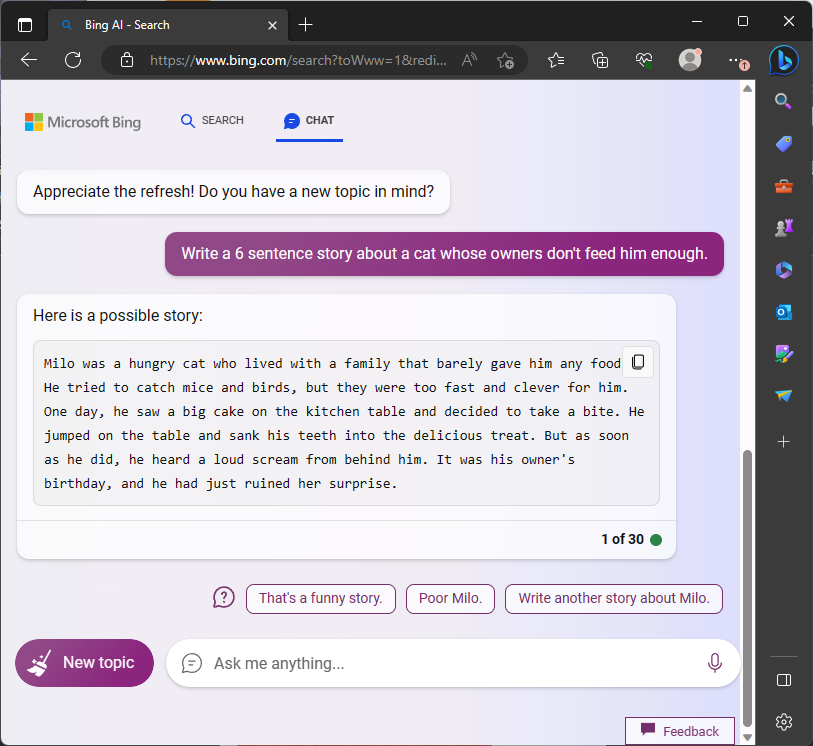 Bing AI - Search
https://www.bing.com/search?toWww=1&redi...
Microsoft Bing
SEARCH
CHAT
Appreciate the refresh! Do you have a new topic in mind?
Write a 6 sentence story about a cat whose owners don't feed him enough.
Here is a possible story:
Milo was a hungry cat who lived with a family that barely gave him any food
He tried to catch mice and birds, but they were too fast and clever for him.
One day, he saw a big cake on the kitchen table and decided to take a bite. He
jumped on the table and sank his teeth into the delicious treat. But as soon
as he did, he heard a loud scream from behind him. It was his owner's
birthday, and he had just ruined her surprise.
1 of 30
That's a funny story.
Poor Milo.
Write another story about Milo.
New topic
Ask me anything...
Feedback